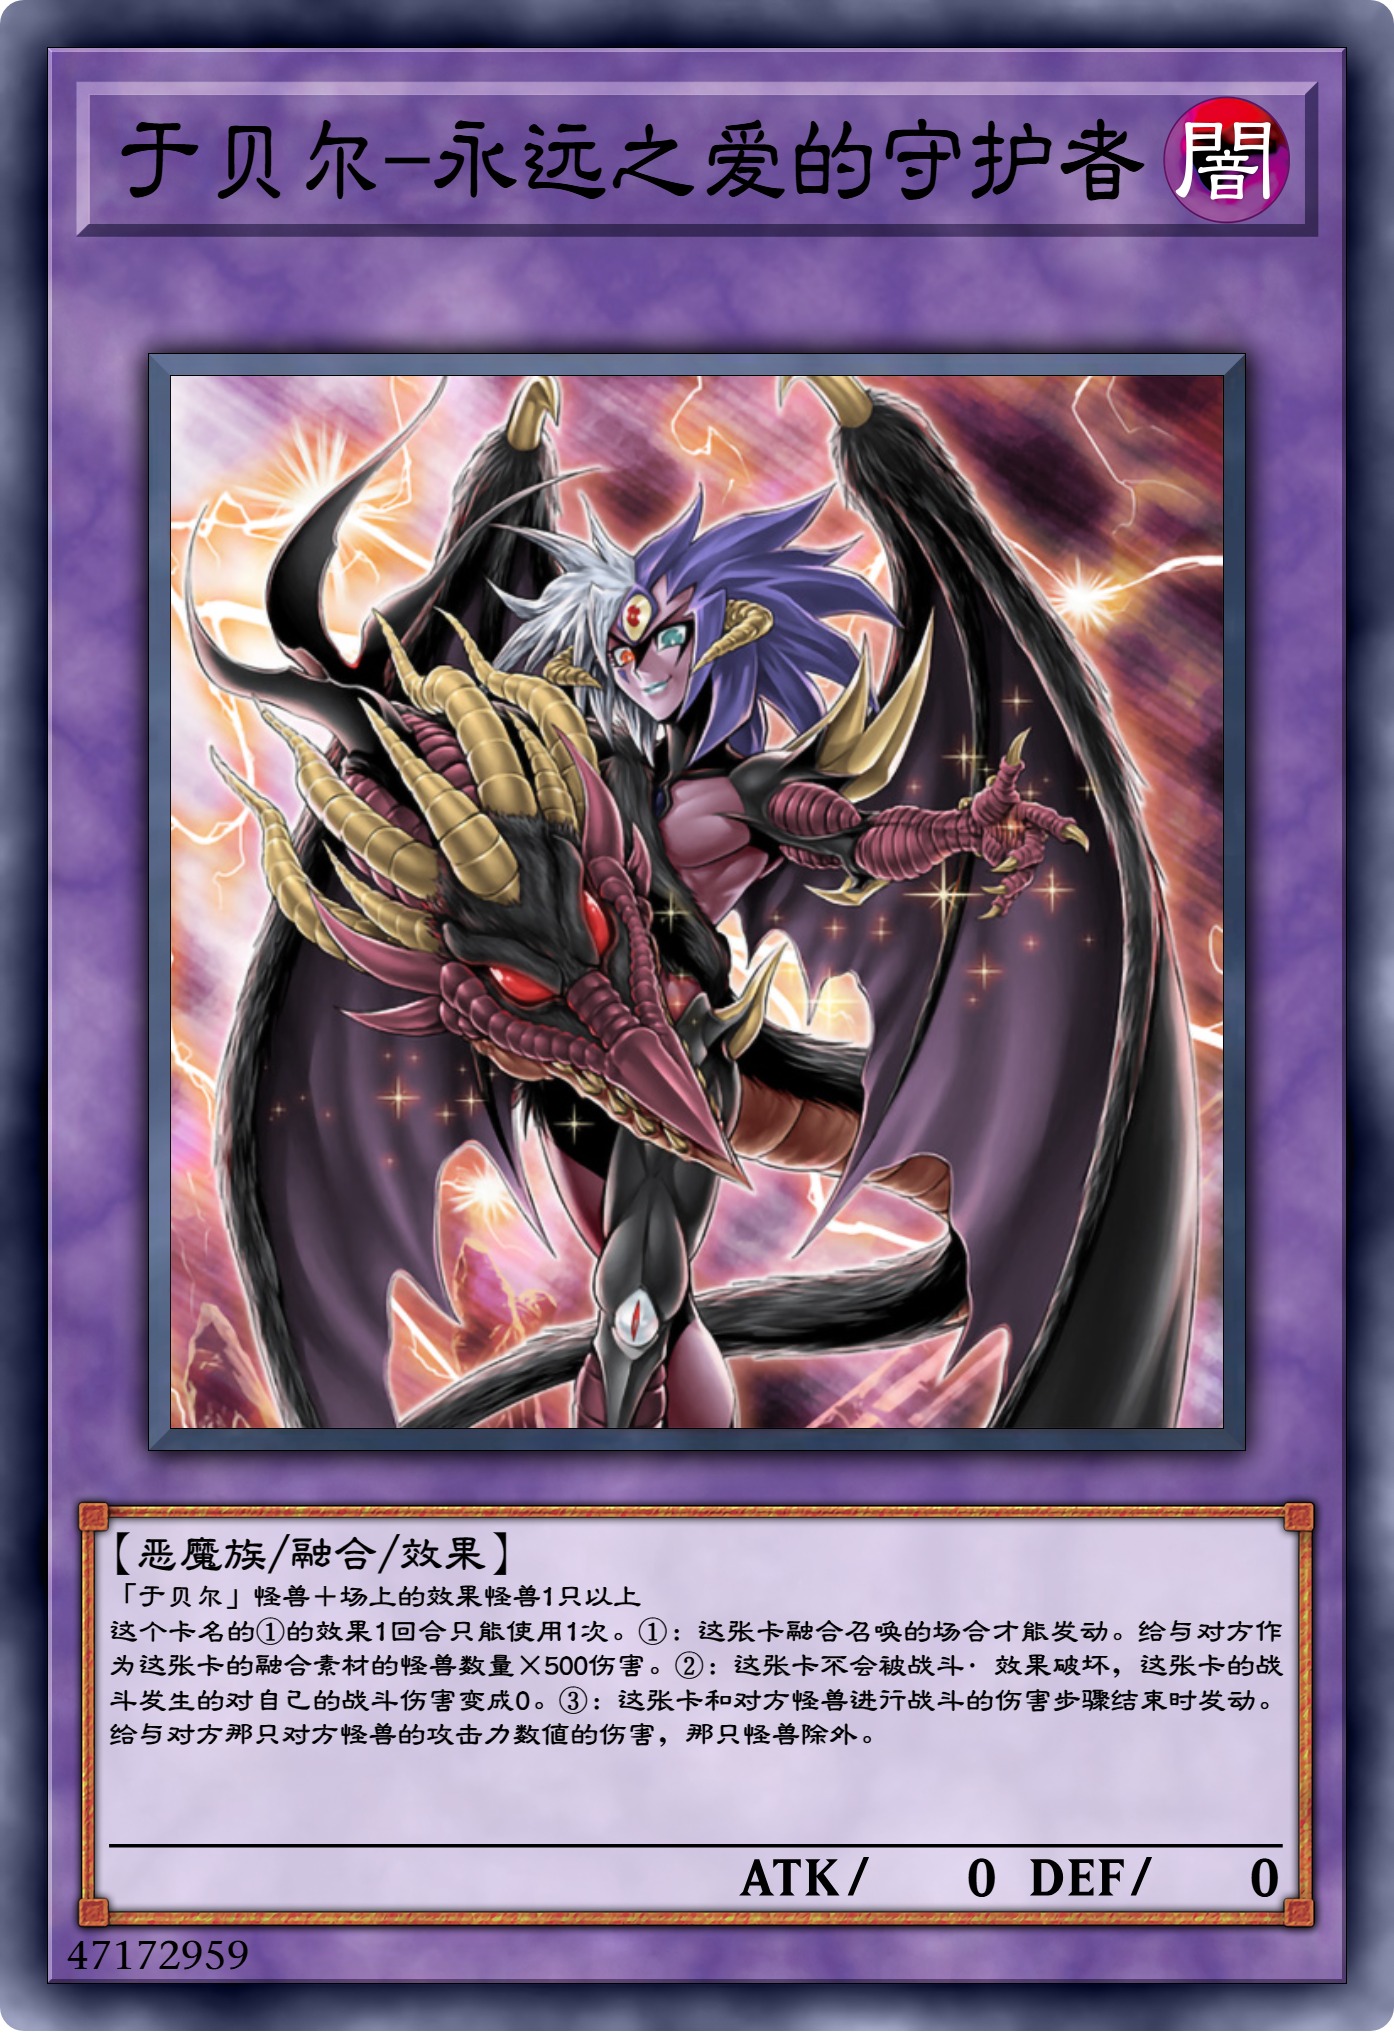 于贝尔-永远之爱的守护者 闇
【恶魔族/融合/效果】
「于贝尔」怪兽＋场上的效果怪兽1只以上
这个卡名的①的效果1回合只能使用1次。①：这张卡融合召唤的场合才能发动。给与对方作
为这张卡的融合素材的怪兽数量×500伤害。②：这张卡不会被战斗·效果破坏，这张卡的战
斗发生的对自己的战斗伤害变成0。③：这张卡和对方怪兽进行战斗的伤害步骤结束时发动。
给与对方那只对方怪兽的攻击力数值的伤害，那只怪兽除外。
ATK/ 0 DEF/ 0
47172959